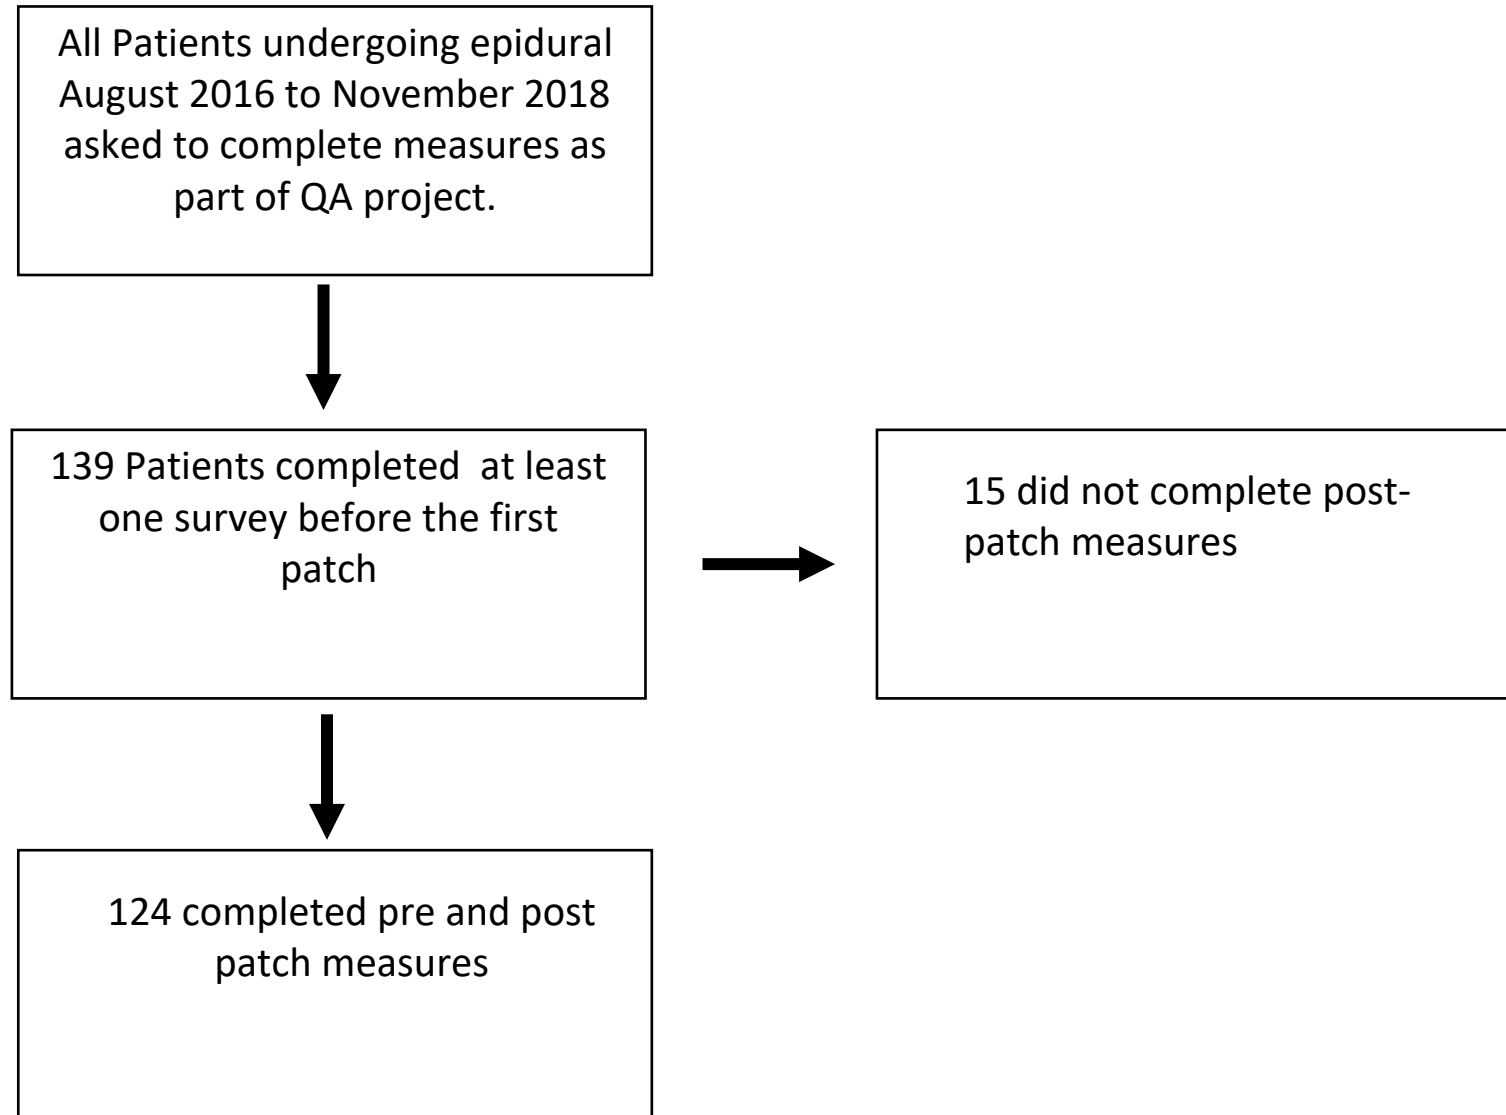 All Patients undergoing epidural
August 2016 to November 2018
asked to complete measures as
part of QA project.
139 Patients completed  at least
one survey before the first
patch
15 did not complete post-
patch measures
124 completed pre and post
patch measures